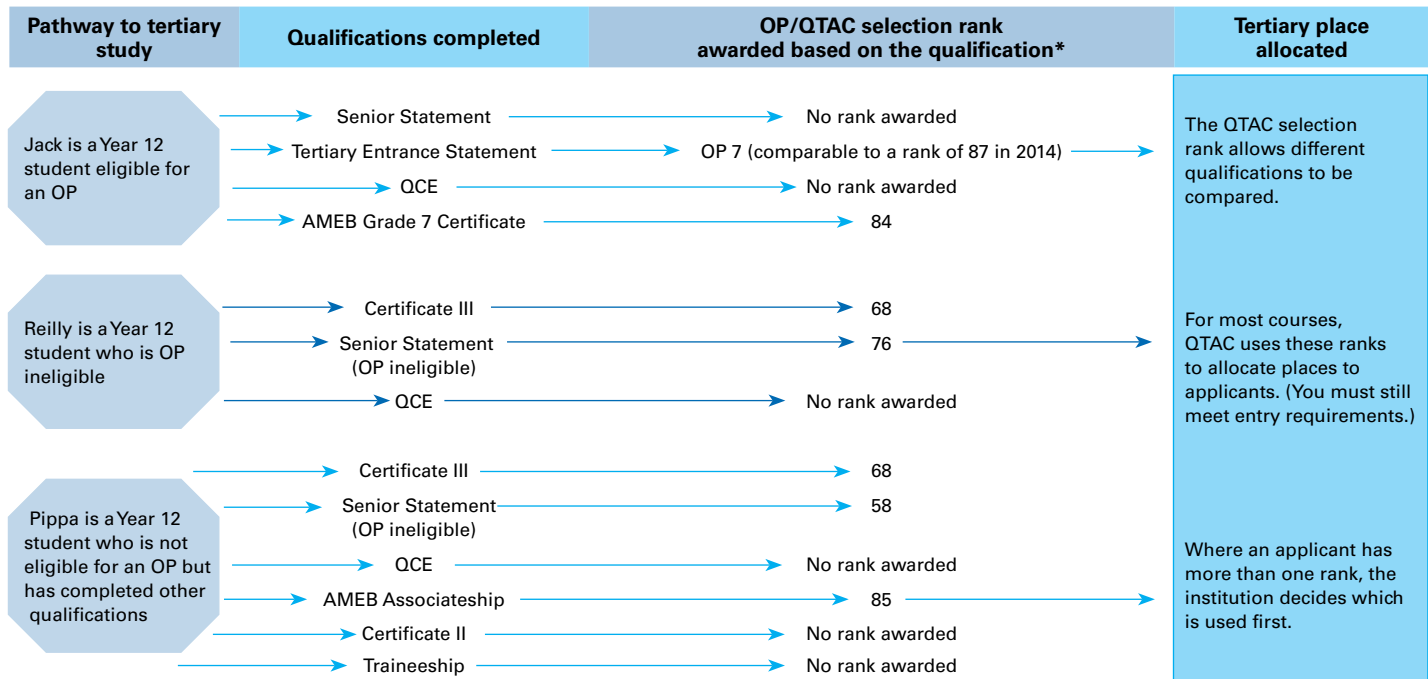 Pathway to tertiary
study
Qualifications completed
OP/QTAC selection rank
awarded based on the qualification*
Tertiary place
allocated
Jack is a Year 12
student eligible for
an OP
Senior Statement
No rank awarded
Tertiary Entrance Statement
OP 7 (comparable to a rank of 87 in 2014)
QCE
No rank awarded
AMEB Grade 7 Certificate
84
The QTAC selection
rank allows different
qualifications to be
compared.
Reilly is a Year 12
student who is OP
ineligible
Certificate III
68
Senior Statement
(OP ineligible)
76
QCE
No rank awarded
For most courses,
QTAC uses these ranks
to allocate places to
applicants. (You must still
meet entry requirements.)
Pippa is a Year 12
student who is not
eligible for an OP but
has completed other
qualifications
Certificate III
68
Senior Statement
(OP ineligible)
58
QCE
No rank awarded
AMEB Associateship
85
Certificate II
No rank awarded
Traineeship
No rank awarded
Where an applicant has
more than one rank, the
institution decides which
is used first.